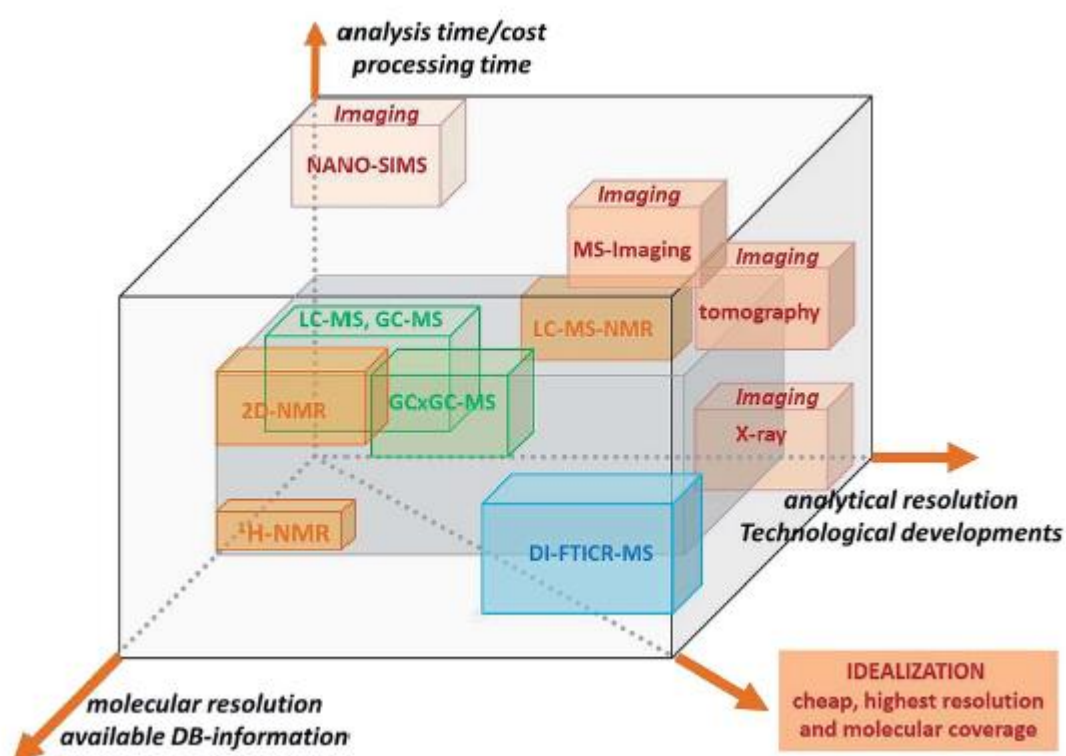 analysis time/cost
processing time
Imaging
NANO-SIMS
Imaging
MS-Imaging
Imaging
tomography
LC-MS, GC-MS
LC-MS-NMR
2D-NMR
GCxGC-MS
Imaging
X-ray
analytical resolution
Technological developments
¹H-NMR
DI-FTICR-MS
molecular resolution
available DB-information
IDEALIZATION
cheap, highest resolution
and molecular coverage